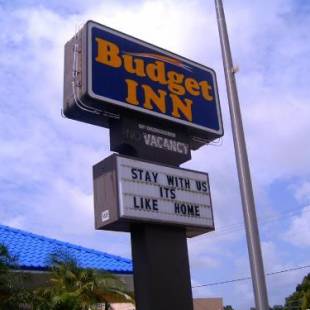 Budget
INN
NO VACANCY
STAY WITH US
ITS
LIKE HOME